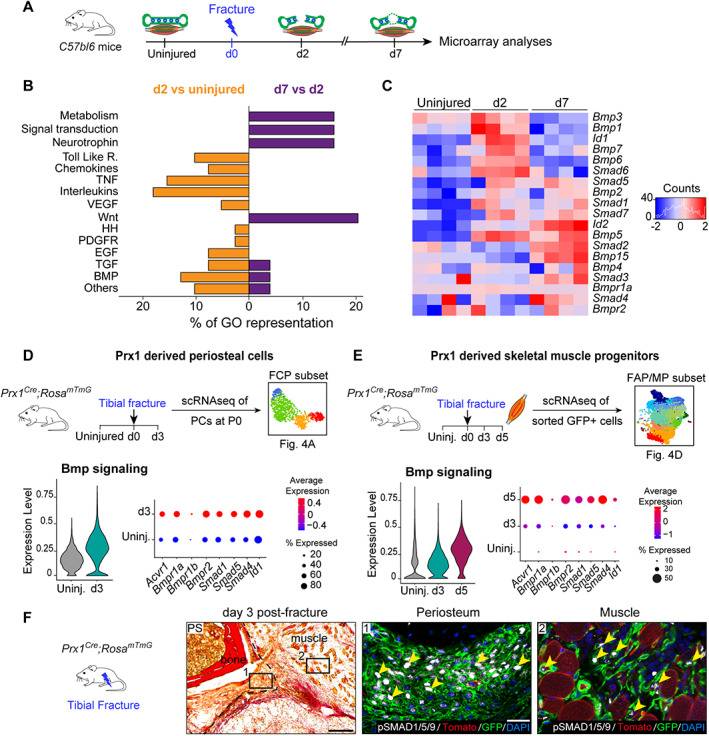 A
C57bl6 mice
Fracture
Uninjured
d0
d2
d7
Microarray analyses
B
d2 vs uninjured
d7 vs d2
Metabolism
Signal transduction
Neurotrophin
Toll Like R.
Chemokines
TNF
Interleukins
VEGF
Wnt
HH
PDGFR
EGF
TGF
BMP
Others
20
10
0
10
20
% of GO representation
C
Uninjured
d2
d7
Bmp3
Bmp1
Id1
Bmp7
Bmp6
Smad6
Smad5
Bmp2
Smad1
Smad7
Id2
Bmp5
Smad2
Bmp15
Bmp4
Smad3
Bmpr1a
Smad4
Bmpr2
Counts
40
0
-2
0
2
D
Prx1 derived periosteal cells
Prx1Cre;RosamTmG
Tibial fracture
Uninjured d0 d3
scRNAseq of
PCs at P0
FCP subset
Fig. 4A
Bmp signaling
Expression Level
0.75
0.50
0.25
0
Uninj. d3
d3
Uninj.
Acvr1
Bmpr1a
Bmpr1b
Bmpr2
Smad1
Smad5
Smad4
Id1
Average
Expression
0.4
0.0
-0.4
% Expressed
20
40
60
80
E
Prx1 derived skeletal muscle progenitors
Prx1Cre;RosamTmG
Tibial fracture
Uninj. d0 d3 d5
scRNAseq of
sorted GFP+ cells
FAP/MP subset
Fig. 4D
Bmp signaling
Expression Level
0.75
0.50
0.25
0
Uninj. d3 d5
d5
d3
Uninj.
Acvr1
Bmpr1a
Bmpr1b
Bmpr2
Smad1
Smad5
Smad4
Id1
Average
Expression
2
1
0
-1
% Expressed
10
30
50
F
Prx1Cre;RosamTmG
Tibial Fracture
day 3 post-fracture
PS
muscle
bone
1
2
Periosteum
1
pSMAD1/5/9/Tomato/GFP/DAPI
Muscle
2
pSMAD1/5/9/Tomato/GFP/DAPI